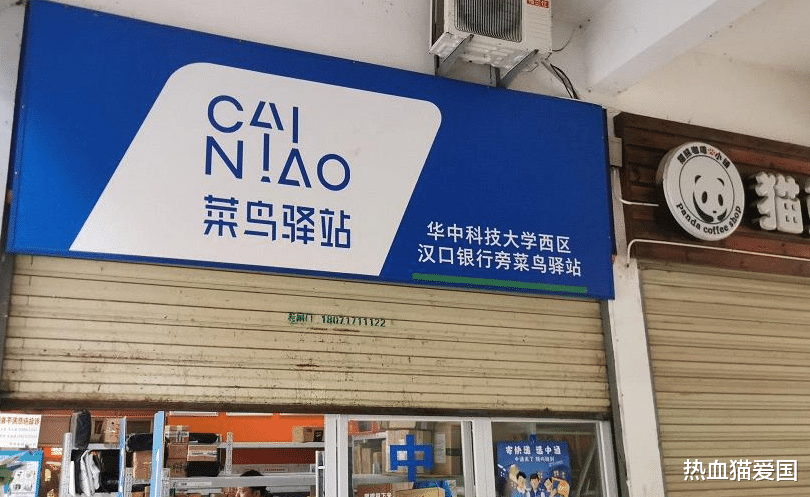 CAI
NIAO
菜鸟驿站
华中科技大学西区
汉口银行旁菜鸟驿站
Panda coffee shop
猫
18071711122
中
寄快递 选中通
热血猫爱国